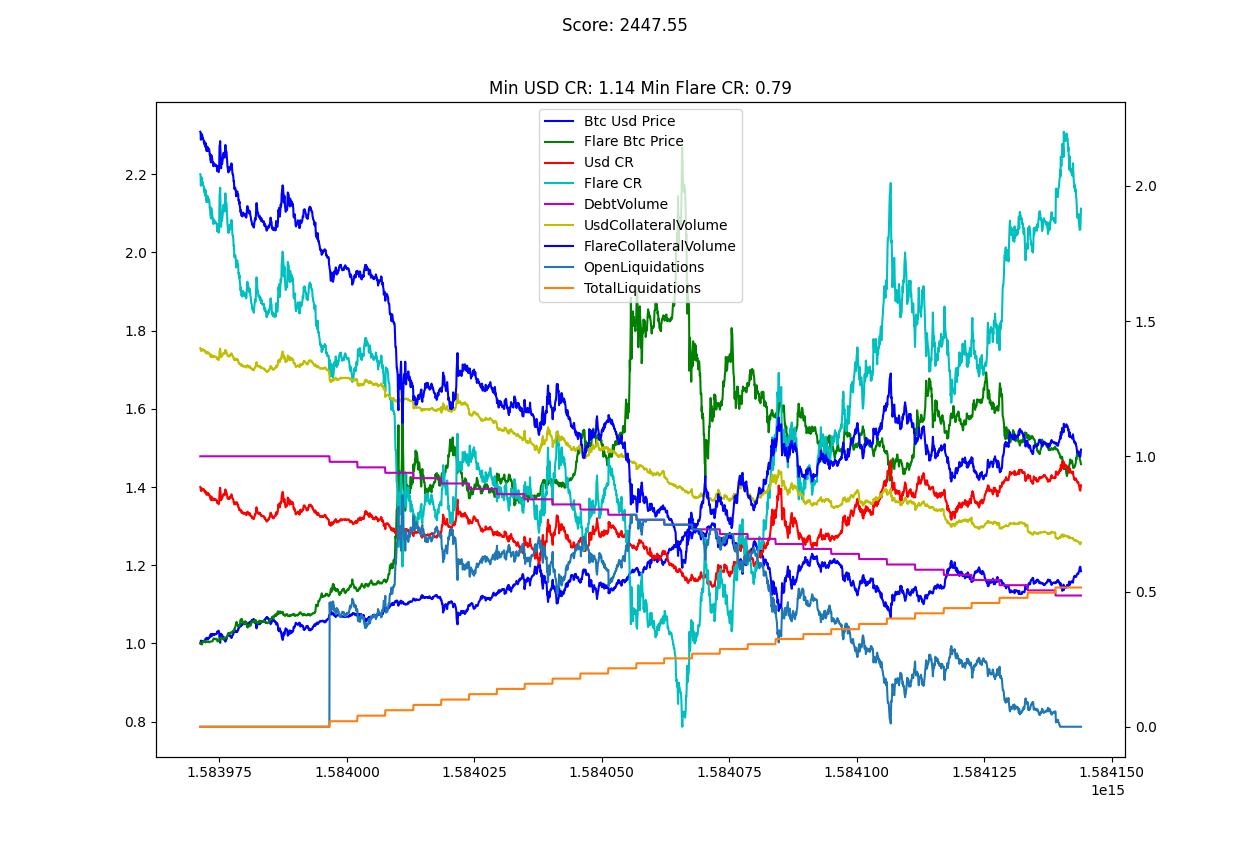 Score: 2447.55
Min USD CR: 1.14 Min Flare CR: 0.79
Btc Usd Price
Flare Btc Price
Usd CR
Flare CR
DebtVolume
UsdCollateralVolume
FlareCollateralVolume
OpenLiquidations
TotalLiquidations
2.2
2.0
1.8
1.6
1.4
1.2
1.0
0.8
2.0
1.5
1.0
0.5
0.0
1.583975 1.584000 1.584025 1.584050 1.584075 1.584100 1.584125 1.584150
1e15